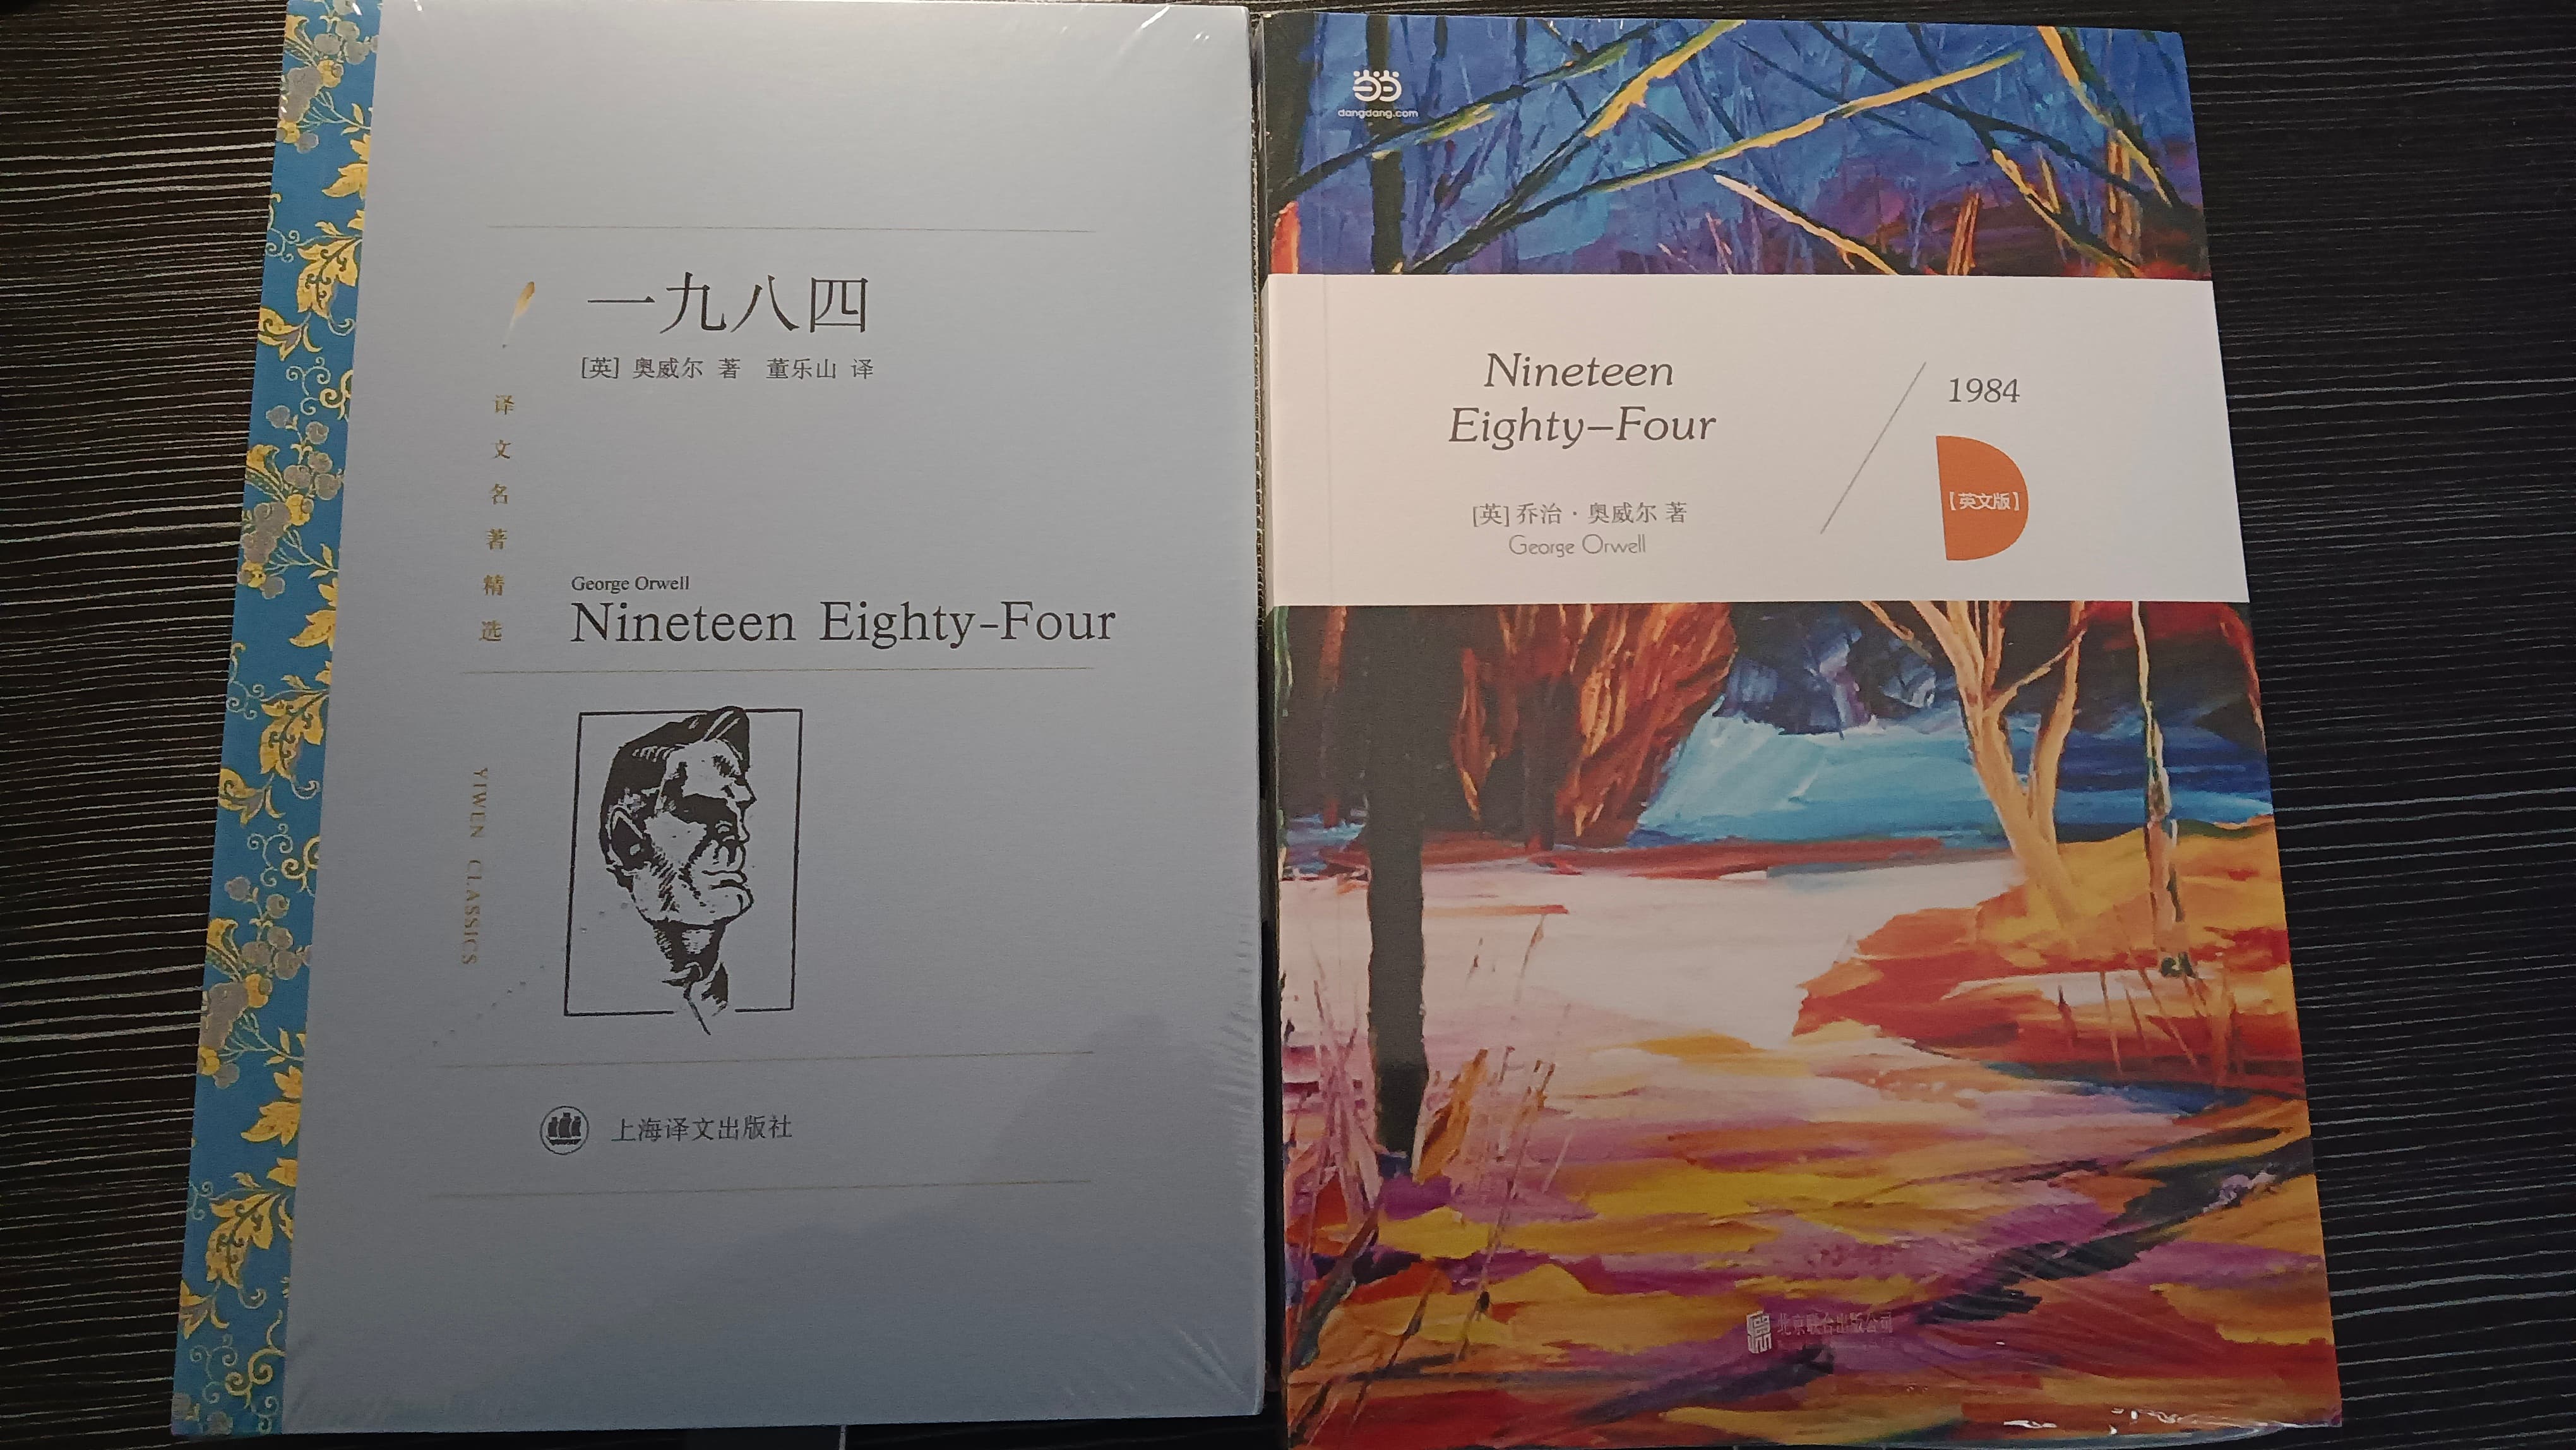 一九八四
[英] 奥威尔 著 董乐山 译
译文名著精选
George Orwell
Nineteen Eighty-Four
YIWEN CLASSICS
上海译文出版社
dangdang.com
Nineteen
Eighty–Four
1984
【英文版】
[英] 乔治·奥威尔 著
George Orwell
北京联合出版公司